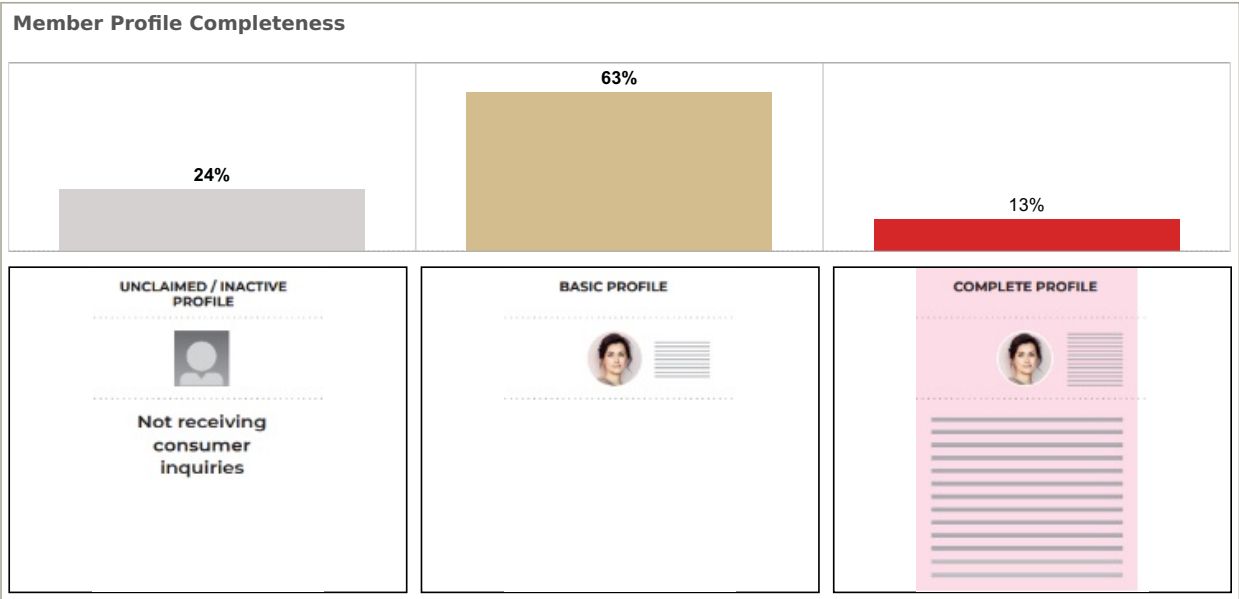 Member Profile Completeness
63%
24%
13%
UNCLAIMED / INACTIVE
PROFILE
Not receiving
consumer
inquiries
BASIC PROFILE
COMPLETE PROFILE